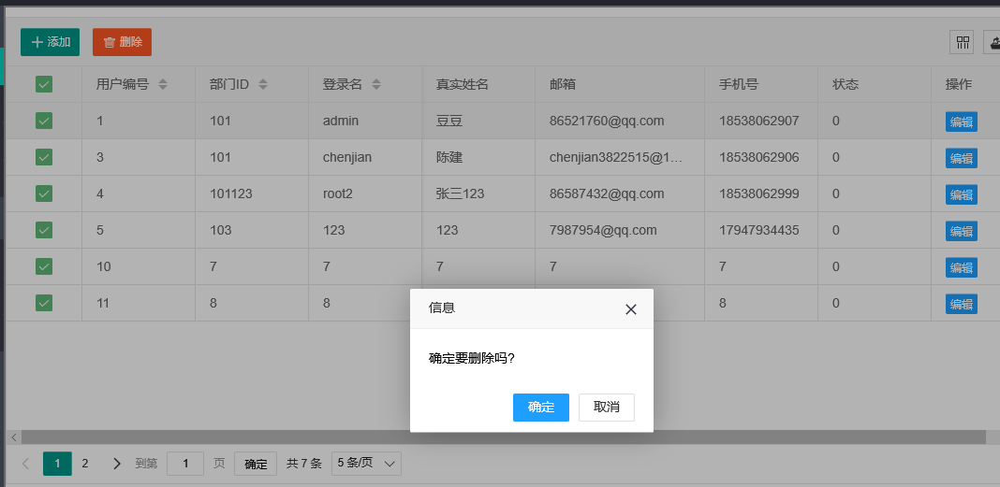 添加 删除
用户编号 部门ID 登录名 真实姓名 邮箱 手机号 状态 操作
1 101 admin 豆豆 86521760@qq.com 18538062907 0 编辑
3 101 chenjian 陈建 chenjian3822515@1... 18538062906 0 编辑
4 101123 root2 张三123 86587432@qq.com 18538062999 0 编辑
5 103 123 123 7987954@qq.com 17947934435 0 编辑
10 7 7 7 7 7 0 编辑
11 8 8 8 0 编辑
信息
确定要删除吗?
确定 取消
1 2 到第 1 页 确定 共 7 条 5 条/页